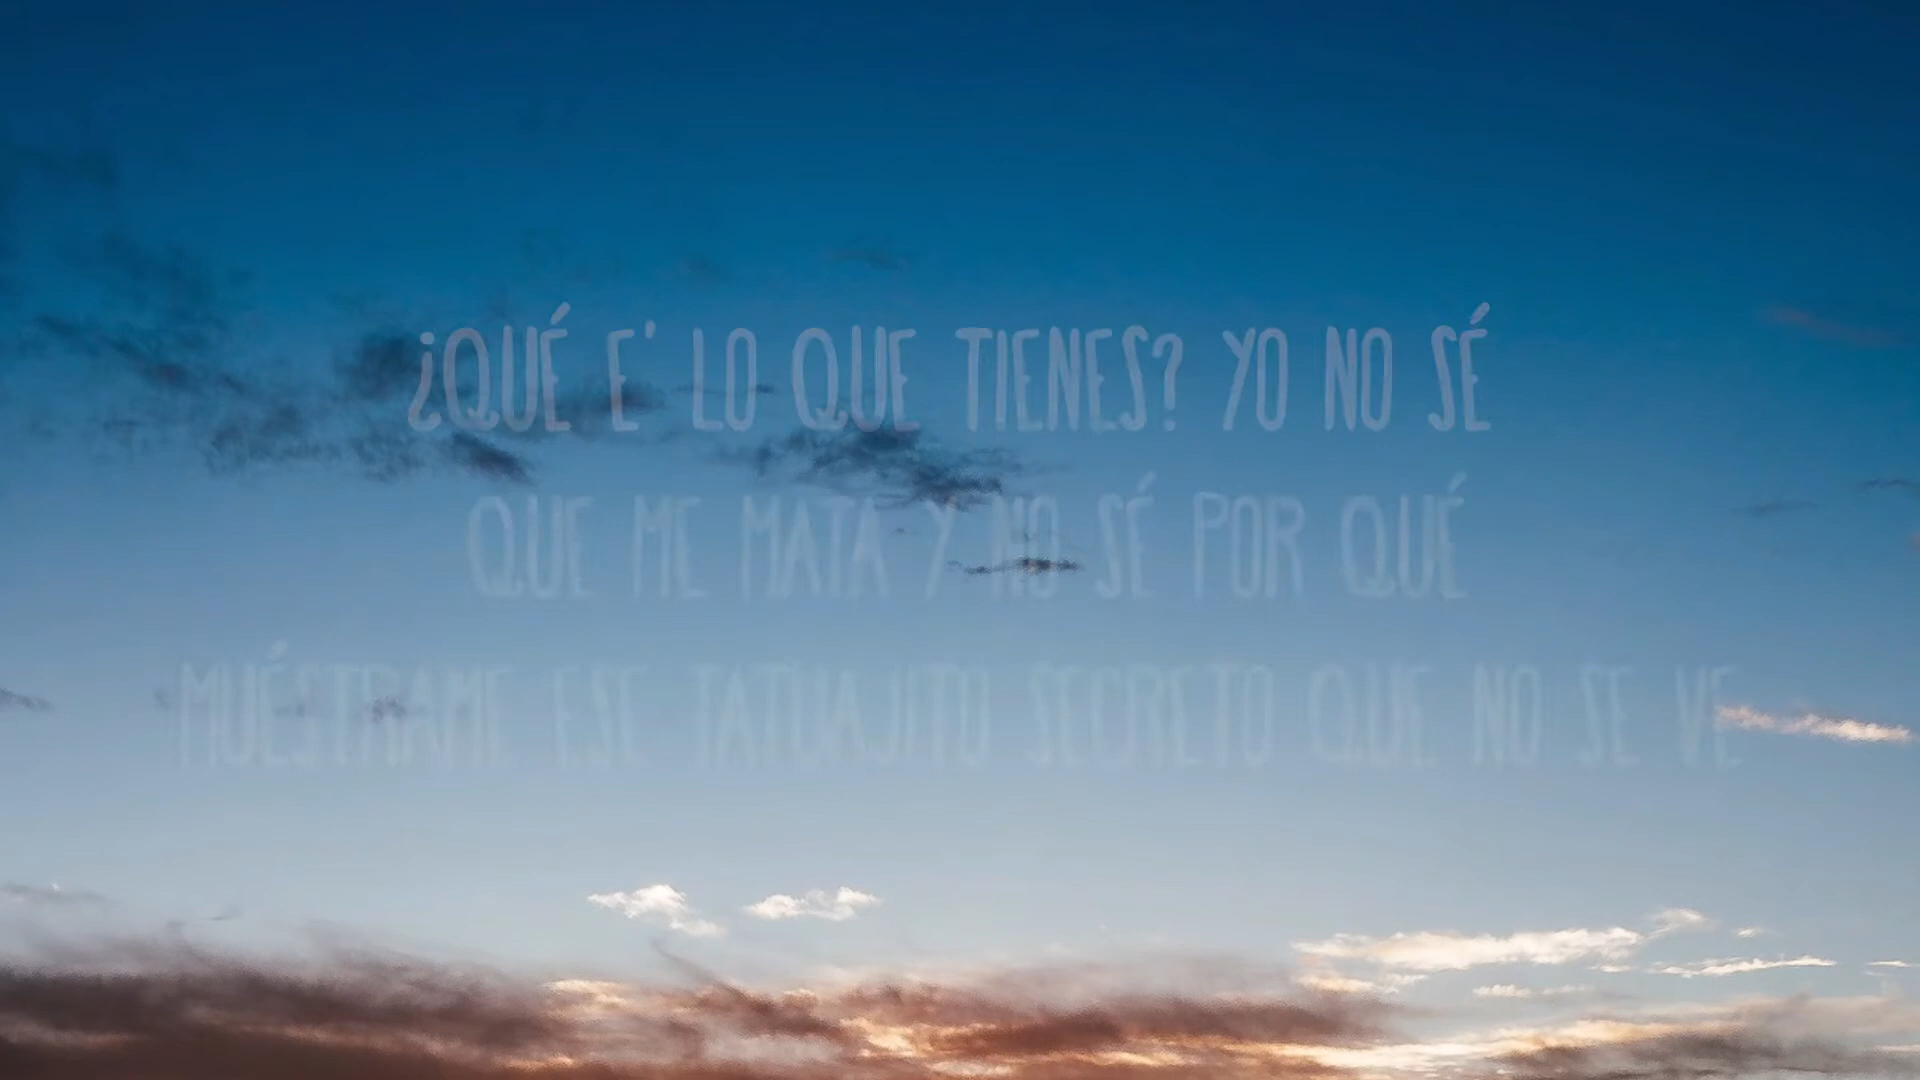 ¿QUÉ E' LO QUE TIENES? YO NO SÉ
QUE ME MATA Y NO SÉ POR QUÉ
MUÉSTRAME ESE TATUAJITO SECRETO QUE NO SE VE